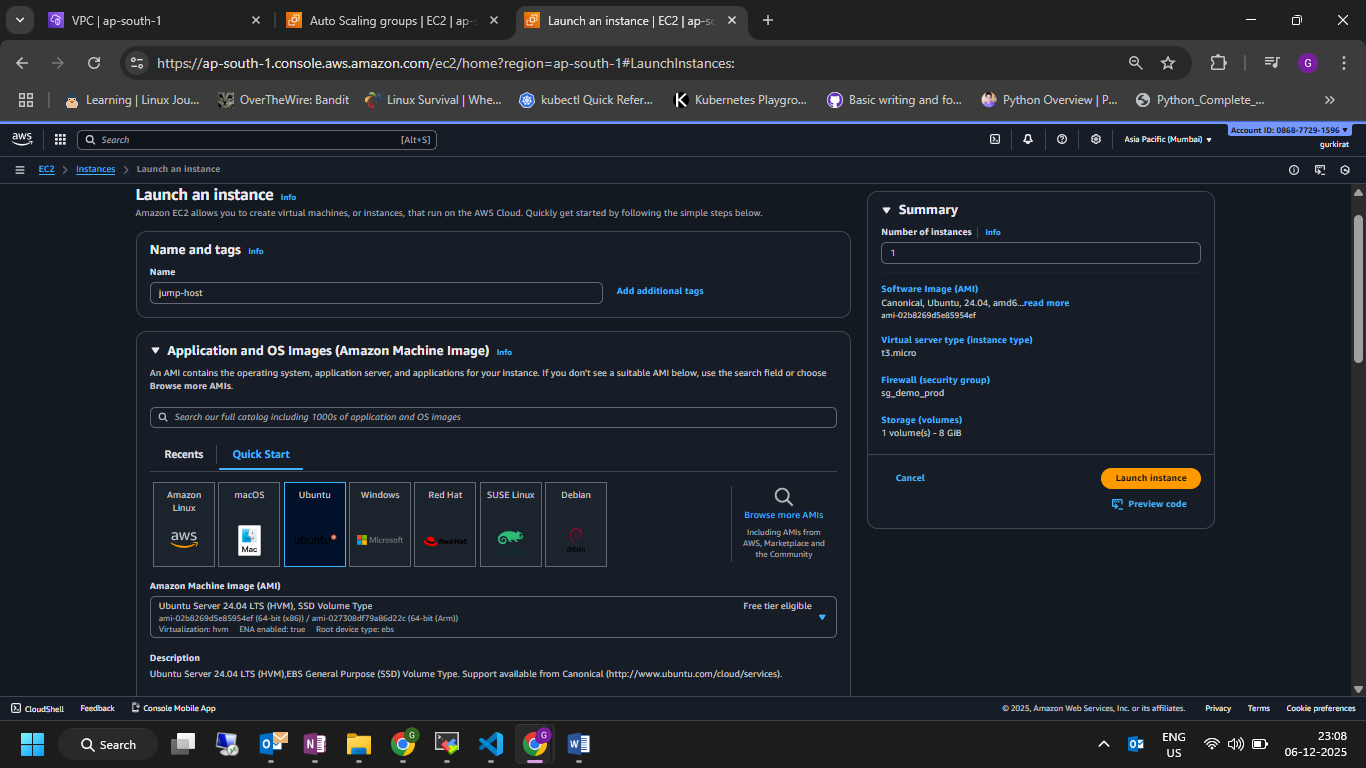 VPC | ap-south-1
Auto Scaling groups | EC2 | ap-s
Launch an instance | EC2 | ap-so
https://ap-south-1.console.aws.amazon.com/ec2/home?region=ap-south-1#LaunchInstances:
G
Learning | Linux Jou...
OverTheWire: Bandit
Linux Survival | Whe...
kubectl Quick Refer...
Kubernetes Playgro...
Basic writing and fo...
Python Overview | P...
Python_Complete_...
aws
Search
[Alt+S]
Asia Pacific (Mumbai)
Account ID: 0868-7729-1596
gurkirat
EC2
Instances
Launch an instance
Launch an instance Info
Amazon EC2 allows you to create virtual machines, or instances, that run on the AWS Cloud. Quickly get started by following the simple steps below.
Name and tags Info
Name
jump-host
Add additional tags
Application and OS Images (Amazon Machine Image) Info
An AMI contains the operating system, application server, and applications for your instance. If you don't see a suitable AMI below, use the search field or choose
Browse more AMIs.
Search our full catalog including 1000s of application and OS images
Recents
Quick Start
Amazon
Linux
aws
macOS
Mac
Ubuntu
ubuntu
Windows
Microsoft
Red Hat
Red Hat
SUSE Linux
Debian
debian
Browse more AMIs
Including AMIs from
AWS, Marketplace and
the Community
Amazon Machine Image (AMI)
Ubuntu Server 24.04 LTS (HVM), SSD Volume Type
Free tier eligible
ami-02b8269d5e85954ef (64-bit (x86)) / ami-027308df79a86d22c (64-bit (Arm))
Virtualization: hvm ENA enabled: true Root device type: ebs
Description
Ubuntu Server 24.04 LTS (HVM),EBS General Purpose (SSD) Volume Type. Support available from Canonical (http://www.ubuntu.com/cloud/services).
Summary
Number of instances Info
1
Software Image (AMI)
Canonical, Ubuntu, 24.04, amd6...read more
ami-02b8269d5e85954ef
Virtual server type (instance type)
t3.micro
Firewall (security group)
sg_demo_prod
Storage (volumes)
1 volume(s) - 8 GiB
Cancel
Launch instance
Preview code
CloudShell
Feedback
Console Mobile App
© 2025, Amazon Web Services, Inc. or its affiliates.
Privacy
Terms
Cookie preferences
Search
G
G
ENG
US
23:08
06-12-2025